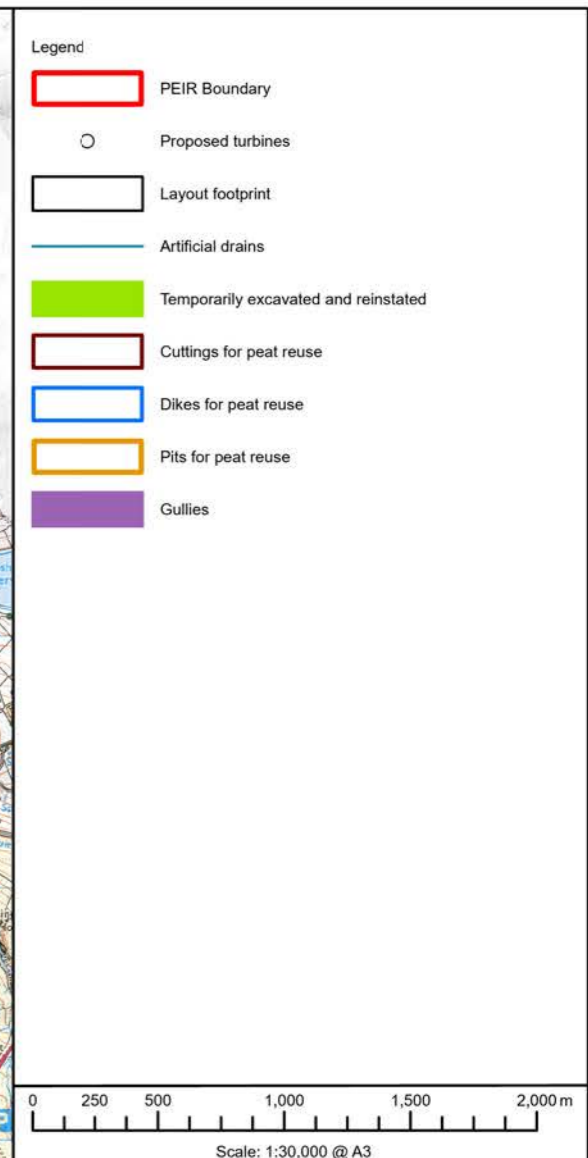 Legend
PEIR Boundary
Proposed turbines
Layout footprint
Artificial drains
Temporarily excavated and reinstated
Cuttings for peat reuse
Dikes for peat reuse
Pits for peat reuse
Gullies
0 250 500 1,000 1,500 2,000 m
Scale: 1:30,000 @ A3